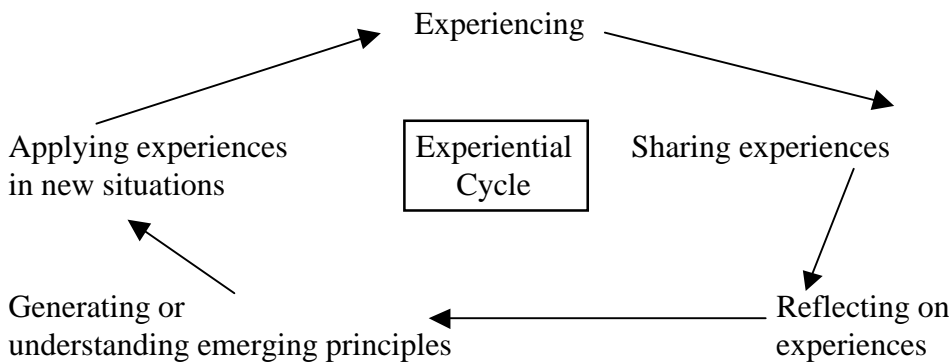 Experiencing
Applying experiences
in new situations
Experiential
Cycle
Sharing experiences
Generating or
understanding emerging principles
Reflecting on
experiences